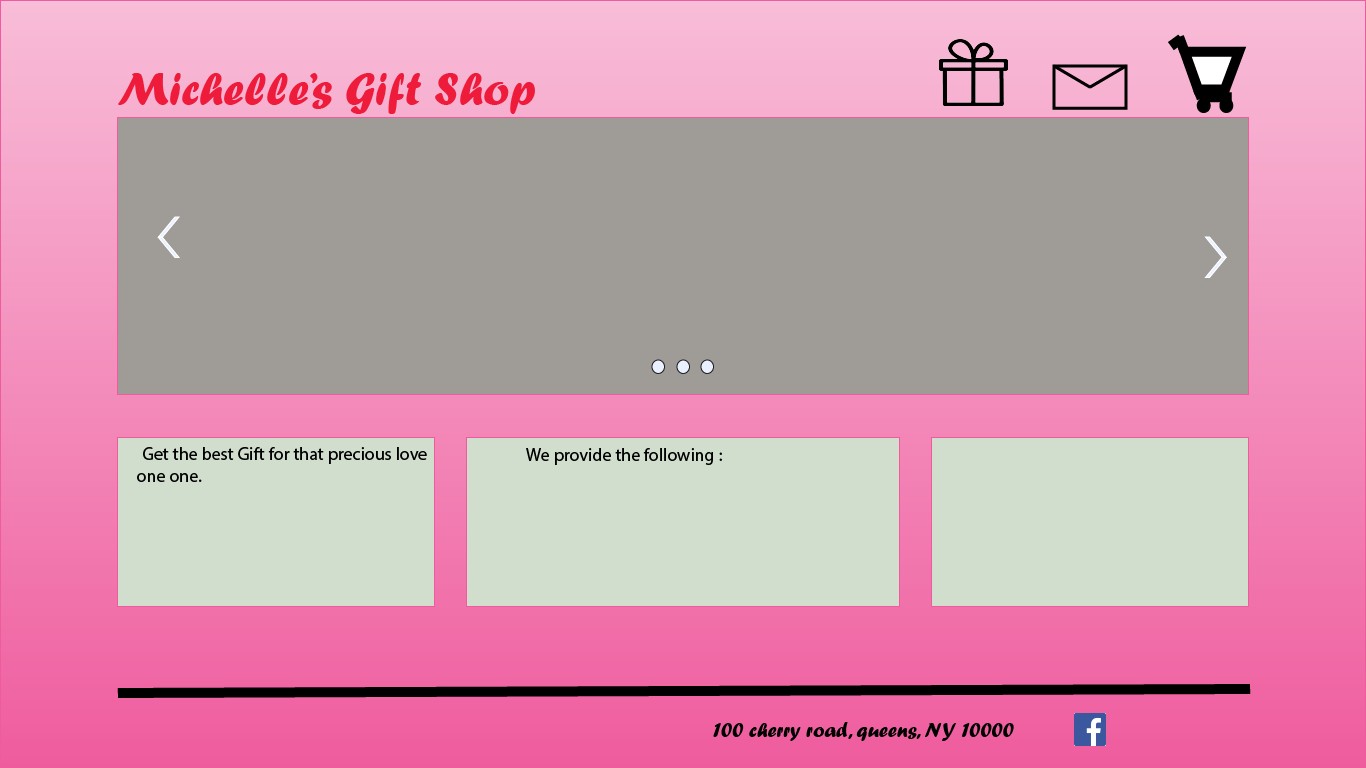 Michelle's Gift Shop
Get the best Gift for that precious love
one one.
We provide the following :
100 cherry road, queens, NY 10000